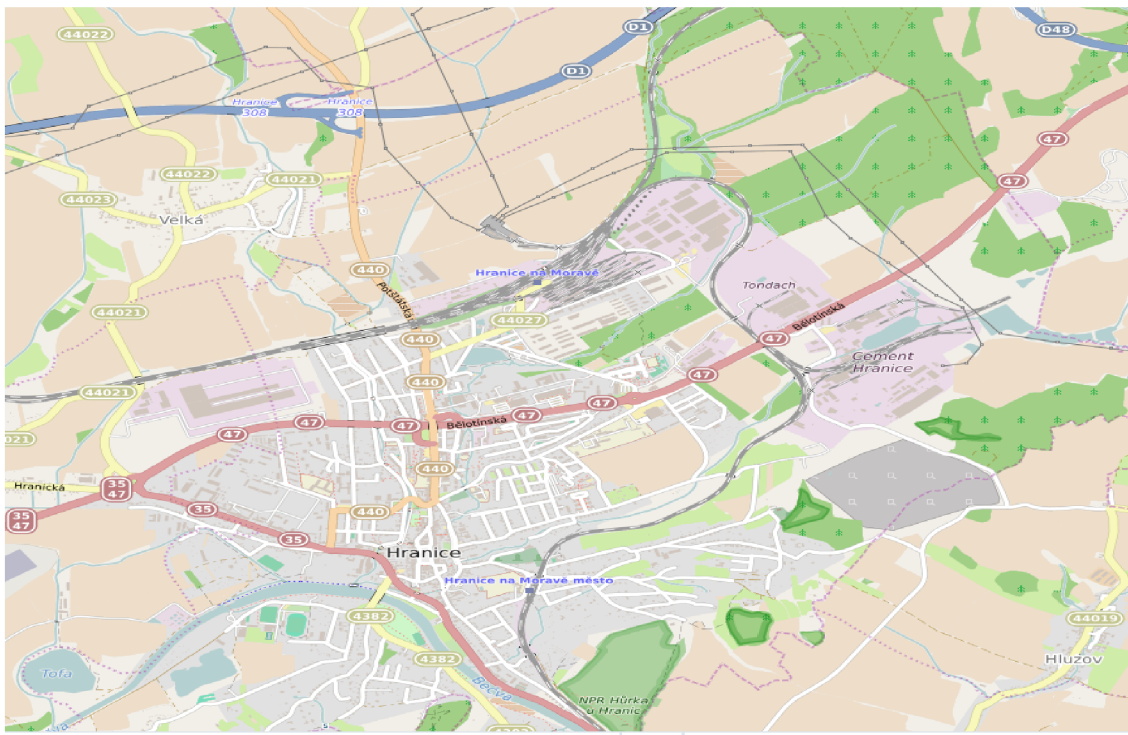 44022
D1
D48
D1
Hranice
308
Hranice
308
47
44022
44021
47
44023
Velká
440
Hranice na Moravě
Potštátská
Tondach
44021
44027
Bělotínská
440
47
Cement
Hranice
47
440
44021
47
47
47
47
Bělotínská
47
021
440
Hranická
35
47
35
440
35
47
35
Hranice
Hranice na Moravě město
4382
44019
4382
Hluzov
Toča
Bečva
NPR Hůrka
u Hranic